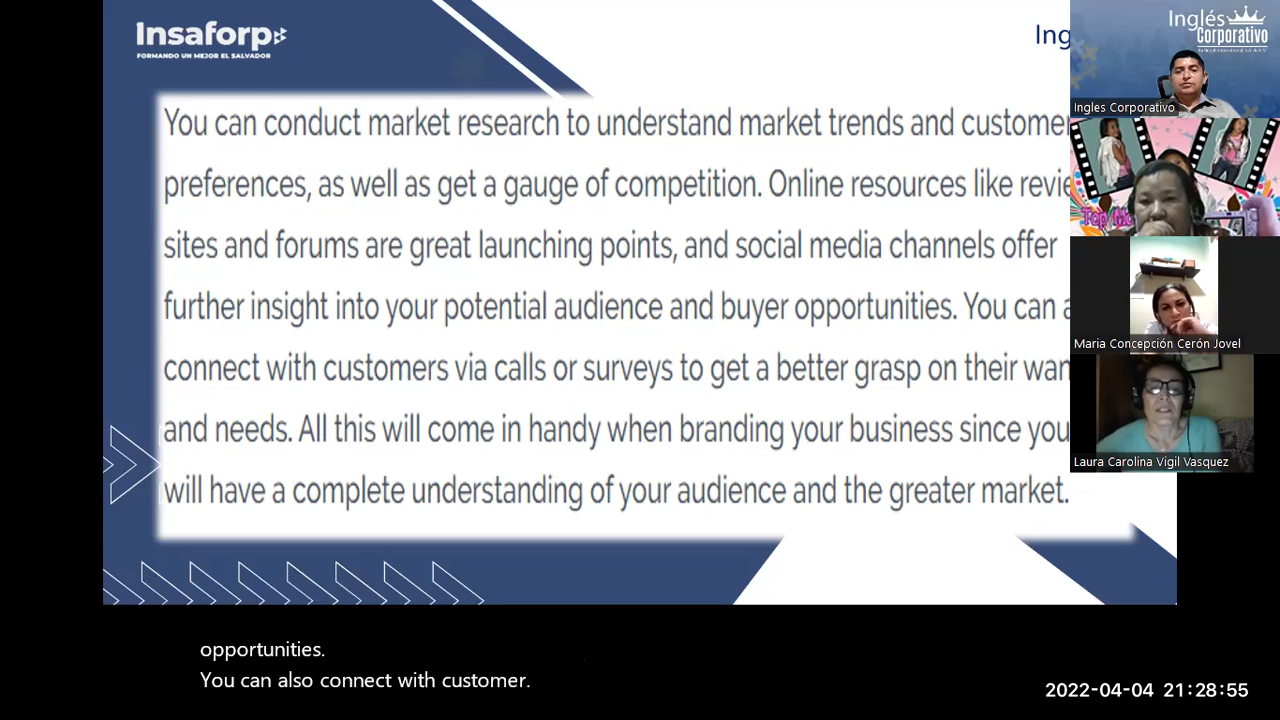 Insaforp
FORMANDO UN MEJOR EL SALVADOR
Ing
You can conduct market research to understand market trends and customer
preferences, as well as get a gauge of competition. Online resources like revie
sites and forums are great launching points, and social media channels offer
further insight into your potential audience and buyer opportunities. You can a
connect with customers via calls or surveys to get a better grasp on their wan
and needs. All this will come in handy when branding your business since you
will have a complete understanding of your audience and the greater market.
Inglés
Corporativo
Ingles Corporativo
Top Mo
Maria Concepción Cerón Jovel
Laura Carolina Vigil Vasquez
opportunities.
You can also connect with customer.
2022-04-04 21:28:55